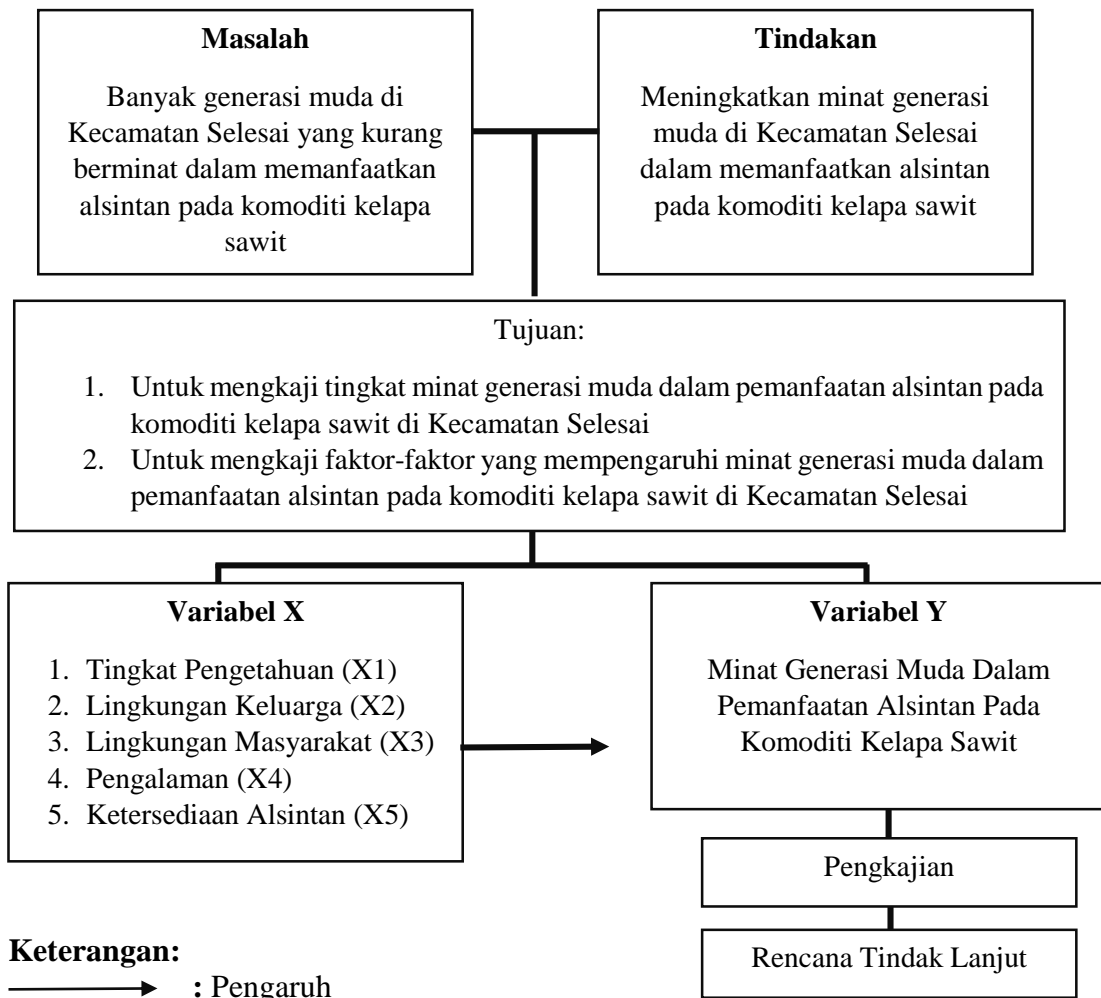 Masalah
Banyak generasi muda di
Kecamatan Selesai yang kurang
berminat dalam memanfaatkan
alsintan pada komoditi kelapa
sawit
Tindakan
Meningkatkan minat generasi
muda di Kecamatan Selesai
dalam memanfaatkan alsintan
pada komoditi kelapa sawit
Tujuan:
1. Untuk mengkaji tingkat minat generasi muda dalam pemanfaatan alsintan pada
komoditi kelapa sawit di Kecamatan Selesai
2. Untuk mengkaji faktor-faktor yang mempengaruhi minat generasi muda dalam
pemanfaatan alsintan pada komoditi kelapa sawit di Kecamatan Selesai
Variabel X
1. Tingkat Pengetahuan (X1)
2. Lingkungan Keluarga (X2)
3. Lingkungan Masyarakat (X3)
4. Pengalaman (X4)
5. Ketersediaan Alsintan (X5)
Variabel Y
Minat Generasi Muda Dalam
Pemanfaatan Alsintan Pada
Komoditi Kelapa Sawit
Pengkajian
Rencana Tindak Lanjut
Keterangan:
: Pengaruh